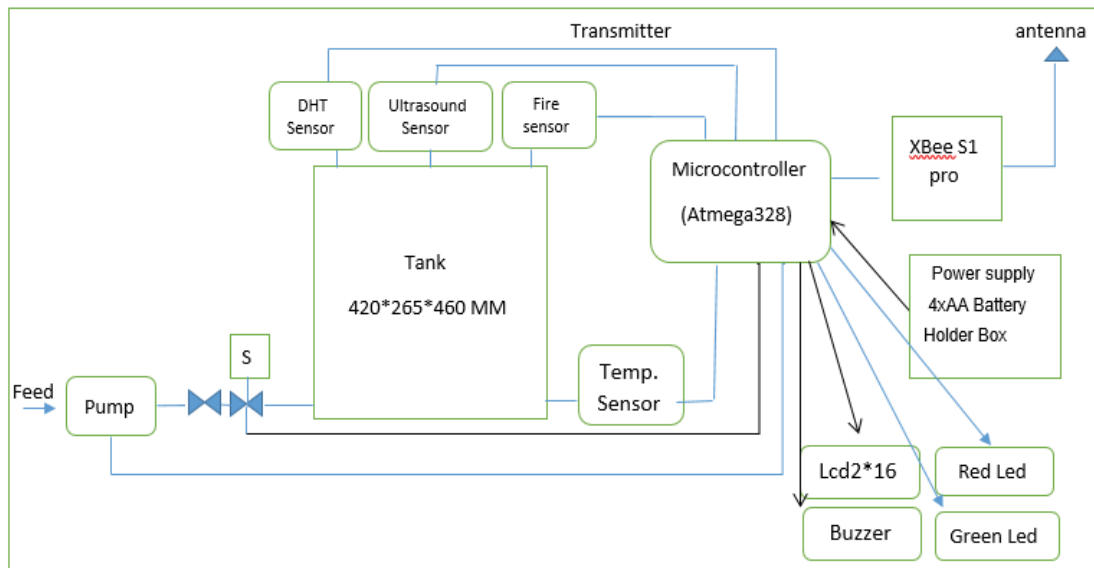 Transmitter
antenna
DHT
Sensor
Ultrasound
Sensor
Fire
sensor
XBee S1
pro
Microcontroller
(Atmega328)
Tank
420*265*460 MM
Power supply
4xAA Battery
Holder Box
S
Temp.
Sensor
Feed
Pump
Lcd2*16
Red Led
Buzzer
Green Led